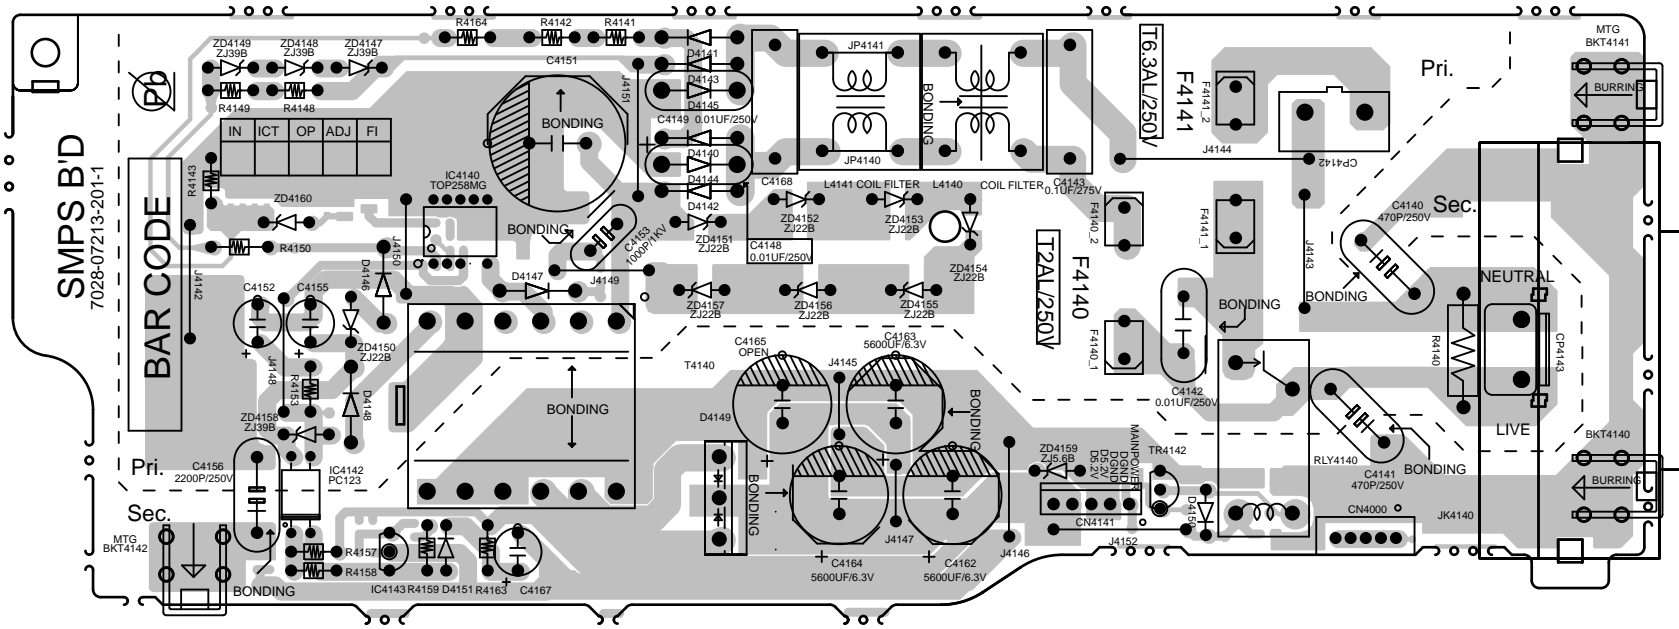 R4164
R4142
R4141
ZD4149
ZJ39B
ZD4148
ZJ39B
ZD4147
ZJ39B
C4151
J4151
D4141
D4143
D4145
JP4141
T6.3AL/250V
F4141
F4141_2
Pri.
MTG
BKT4141
BURRING
Pb
R4149
R4148
BONDING
C4149
0.01UF/250V
BONDING
IN
ICT
OP
ADJ
FI
D4140
D4144
D4142
JP4140
J4144
CP4142
SMPS B'D
7028-07213-201-1
BAR CODE
R4143
IC4140
TOP258MG
C4168
L4141
COIL FILTER
L4140
COIL FILTER
C4143
0.1UF/275V
ZD4160
R4150
BONDING
C4153
1000P/1KV
ZD4151
ZJ22B
ZD4152
ZJ22B
ZD4153
ZJ22B
C4148
0.01UF/250V
T2AL/250V
F4140
F4140_2
F4141_1
J4143
C4140
470P/250V
Sec.
J4142
J4150
D4146
D4147
J4149
ZD4154
ZJ22B
NEUTRAL
C4152
C4155
ZD4157
ZJ22B
ZD4156
ZJ22B
ZD4155
ZJ22B
BONDING
BONDING
ZD4150
ZJ22B
J4148
R4153
D4148
C4165
OPEN
C4163
5600UF/6.3V
T4140
J4145
F4140_1
R4140
CP4143
C4142
0.01UF/250V
ZD4158
ZJ39B
BONDING
D4149
BONDING
LIVE
BKT4140
Pri.
C4156
2200P/250V
IC4142
PC123
BONDING
ZD4159
ZJ5.6B
D5.2V
D5.2V
DGND
DGND
MAINPOWER
TR4142
RLY4140
C4141
470P/250V
BONDING
BURRING
Sec.
MTG
BKT4142
CN4141
D4150
CN4000
JK4140
R4157
R4158
J4147
J4146
J4152
BONDING
IC4143
R4159
D4151
R4163
C4167
C4164
5600UF/6.3V
C4162
5600UF/6.3V